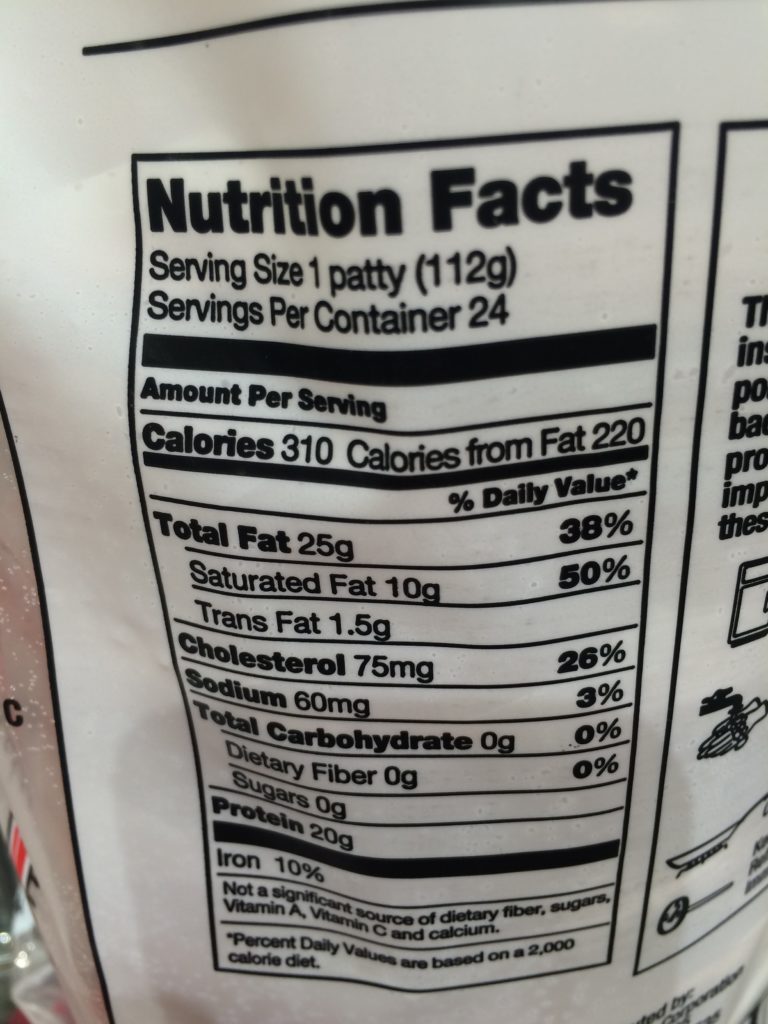 Nutrition Facts
Serving Size 1 patty (112g)
Servings Per Container 24
Amount Per Serving
Calories 310 Calories from Fat 220
% Daily Value*
Total Fat 25g 38%
Saturated Fat 10g 50%
Trans Fat 1.5g
Cholesterol 75mg 26%
Sodium 60mg 3%
Total Carbohydrate 0g 0%
Dietary Fiber 0g 0%
Sugars 0g
Protein 20g
Iron 10%
Not a significant source of dietary fiber, sugars,
Vitamin A, Vitamin C and calcium.
*Percent Daily Values are based on a 2,000
calorie diet.
C